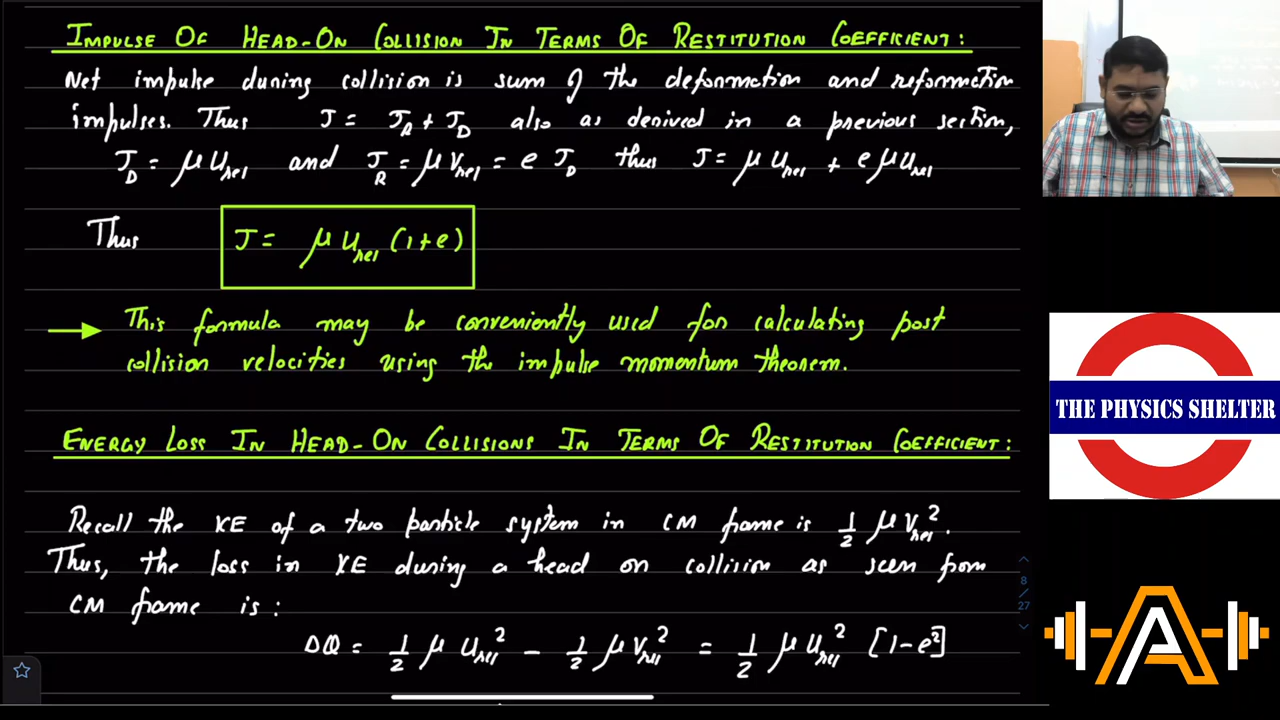 IMPULSE OF HEAD-ON COLLISION IN TERMS OF RESTITUTION COEFFICIENT:
Net impulse during collision is sum of the deformation and reformation
impulses. Thus J = J_R + J_D also as derived in a previous section,
J_D = μ U_rel and J_R = μ V_rel = e J_D thus J = μ U_rel + e μ U_rel
Thus J = μ U_rel (1+e)
→ This formula may be conveniently used for calculating post
collision velocities using the impulse momentum theorem.
ENERGY LOSS IN HEAD-ON COLLISIONS IN TERMS OF RESTITUTION COEFFICIENT:
Recall the KE of a two particle system in CM frame is 1/2 μ V_rel².
Thus, the loss in KE during a head on collision as seen from
CM frame is:
ΔQ = 1/2 μ U_rel² - 1/2 μ V_rel² = 1/2 μ U_rel² [1-e²]
8
27
THE PHYSICS SHELTER
A